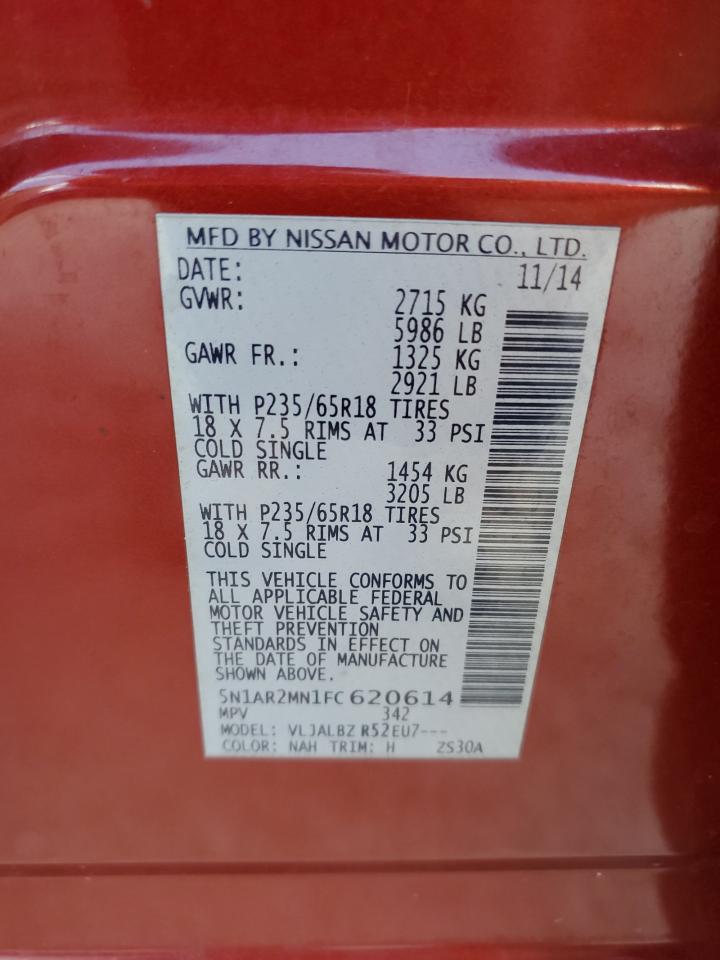 MFD BY NISSAN MOTOR CO., LTD.
DATE: 11/14
GVWR: 2715 KG
5986 LB
GAWR FR.: 1325 KG
2921 LB
WITH P235/65R18 TIRES
18 X 7.5 RIMS AT 33 PSI
COLD SINGLE
GAWR RR.: 1454 KG
3205 LB
WITH P235/65R18 TIRES
18 X 7.5 RIMS AT 33 PSI
COLD SINGLE
THIS VEHICLE CONFORMS TO
ALL APPLICABLE FEDERAL
MOTOR VEHICLE SAFETY AND
THEFT PREVENTION
STANDARDS IN EFFECT ON
THE DATE OF MANUFACTURE
SHOWN ABOVE.
5N1AR2MN1FC620614
MPV 342
MODEL: VLJALBZ R52EU7---
COLOR: NAH TRIM: H ZS30A